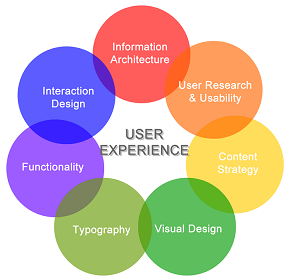 Information
Architecture
User Research
& Usability
Interaction
Design
USER
EXPERIENCE
Content
Strategy
Functionality
Typography
Visual Design